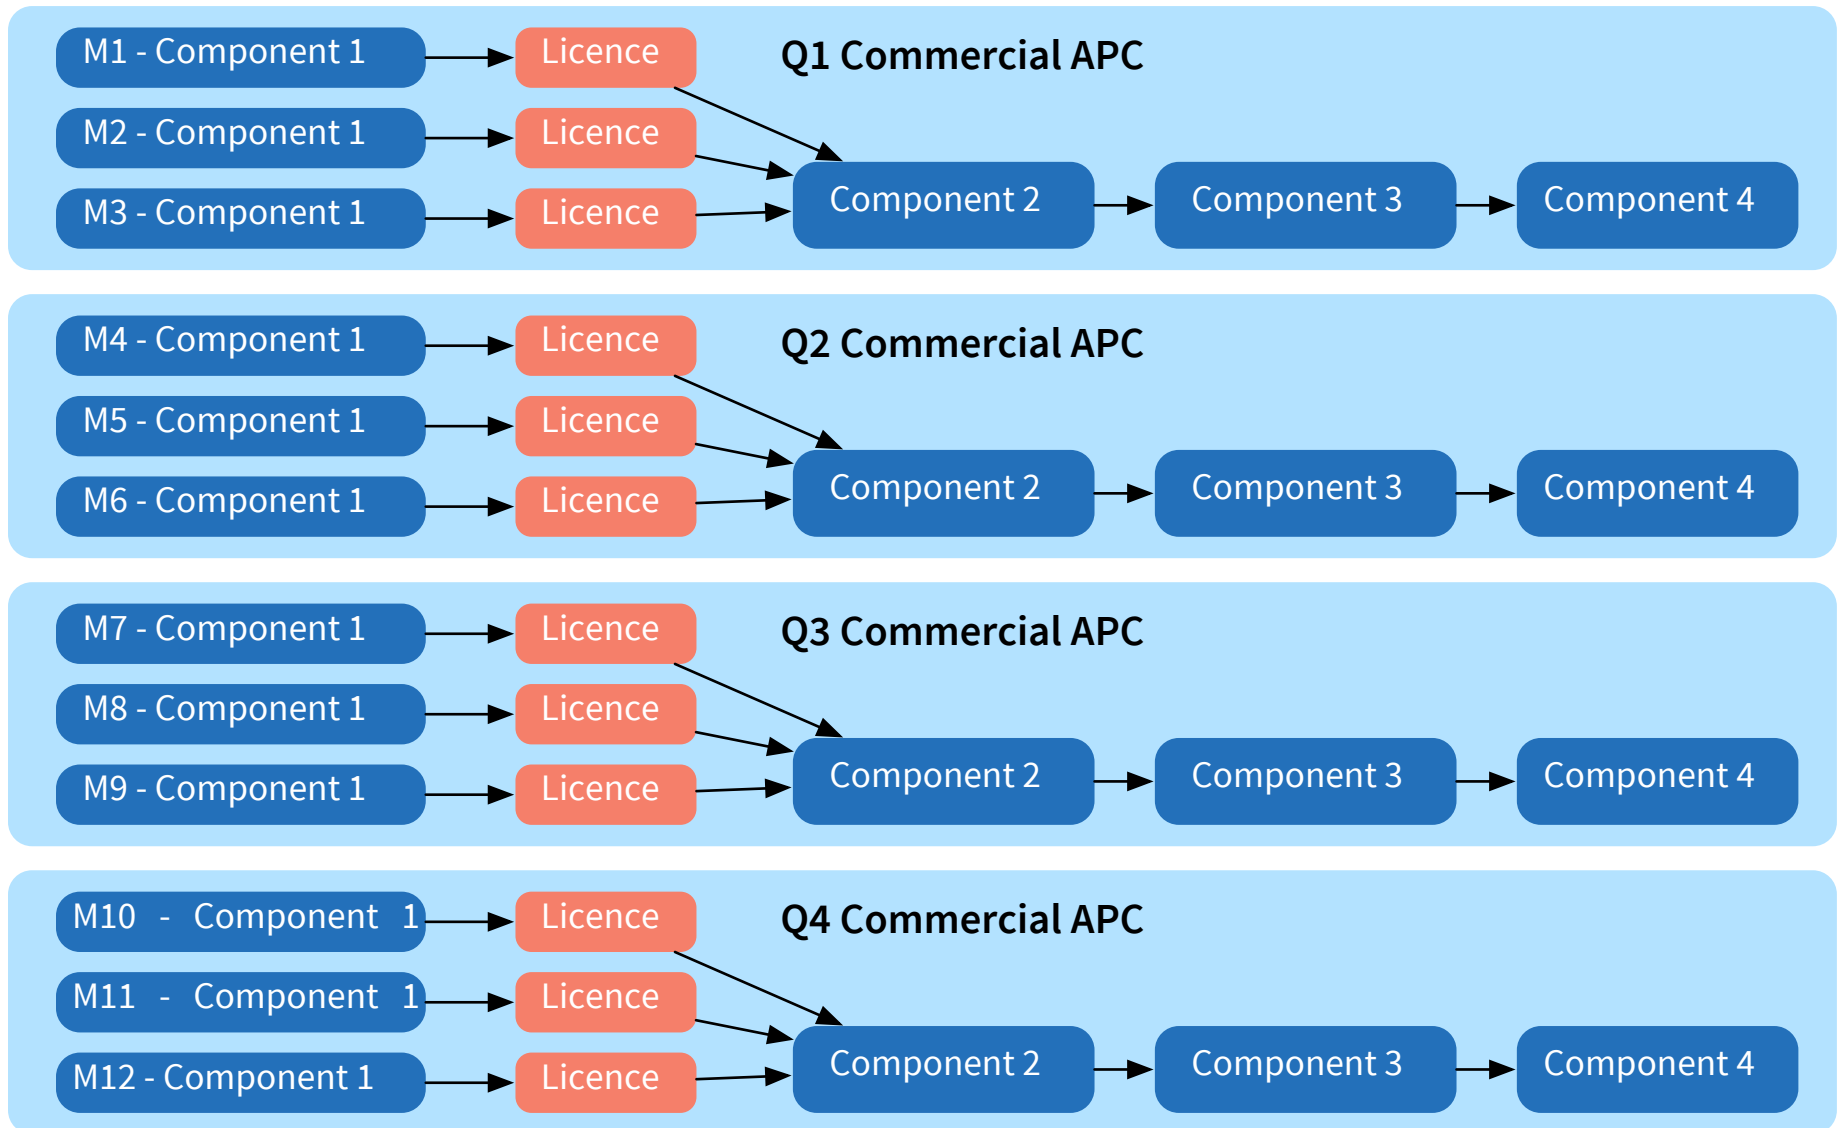 M1 - Component 1
Licence
Q1 Commercial APC
M2 - Component 1
Licence
M3 - Component 1
Licence
Component 2
Component 3
Component 4
M4 - Component 1
Licence
Q2 Commercial APC
M5 - Component 1
Licence
M6 - Component 1
Licence
Component 2
Component 3
Component 4
M7 - Component 1
Licence
Q3 Commercial APC
M8 - Component 1
Licence
M9 - Component 1
Licence
Component 2
Component 3
Component 4
M10 - Component 1
Licence
Q4 Commercial APC
M11 - Component 1
Licence
M12 - Component 1
Licence
Component 2
Component 3
Component 4